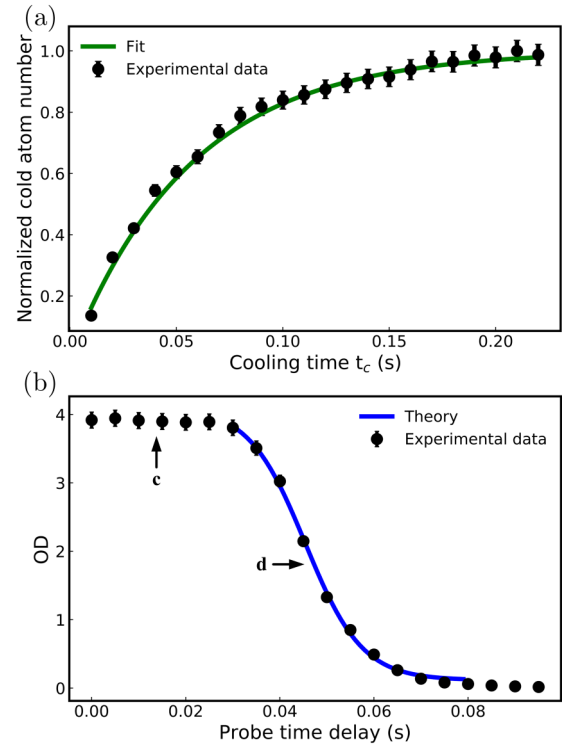 (a)
Normalized cold atom number
1.0
0.8
0.6
0.4
0.2
Fit
Experimental data
0.00
0.05
0.10
0.15
0.20
Cooling time t_c (s)
(b)
OD
4
3
2
1
0
Theory
Experimental data
c
d
0.00
0.02
0.04
0.06
0.08
Probe time delay (s)